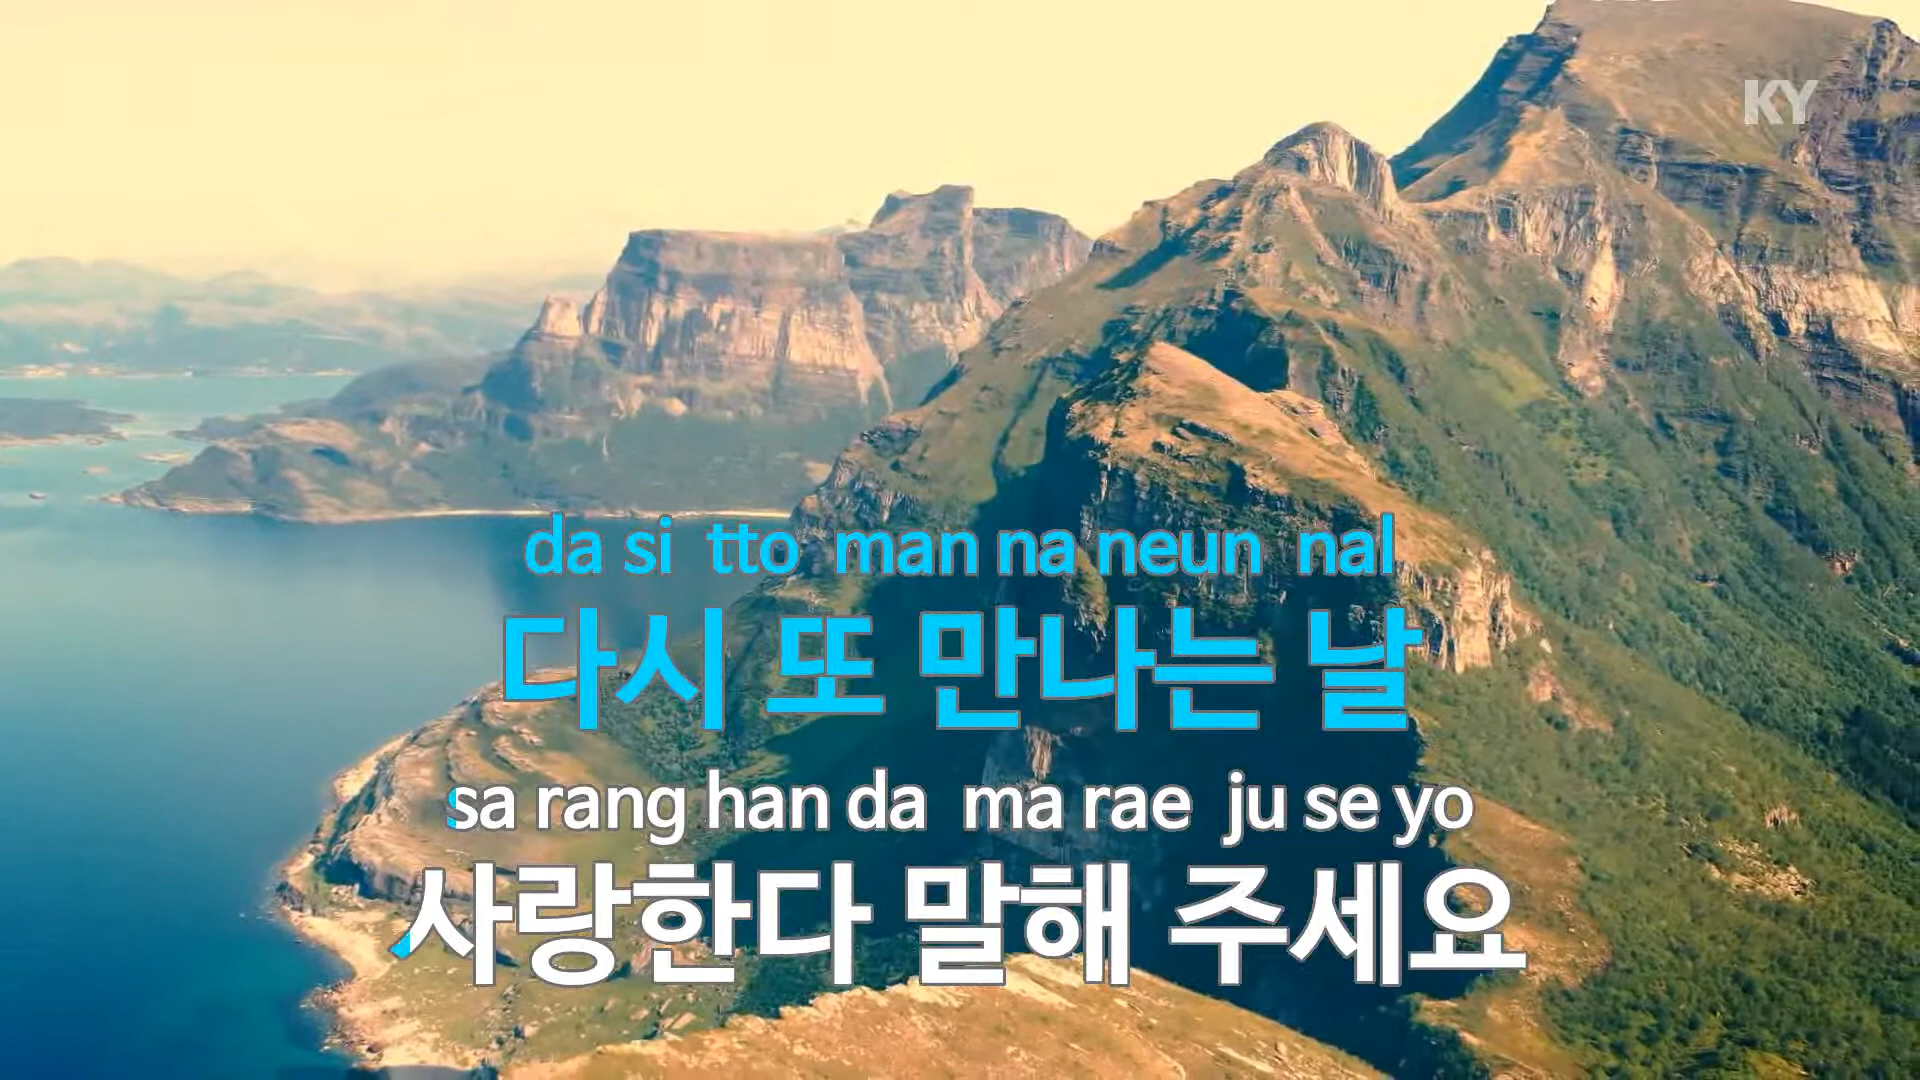 KY
da si tto man na neun nal
다시 또 만나는 날
sa rang han da ma rae ju se yo
사랑한다 말해 주세요